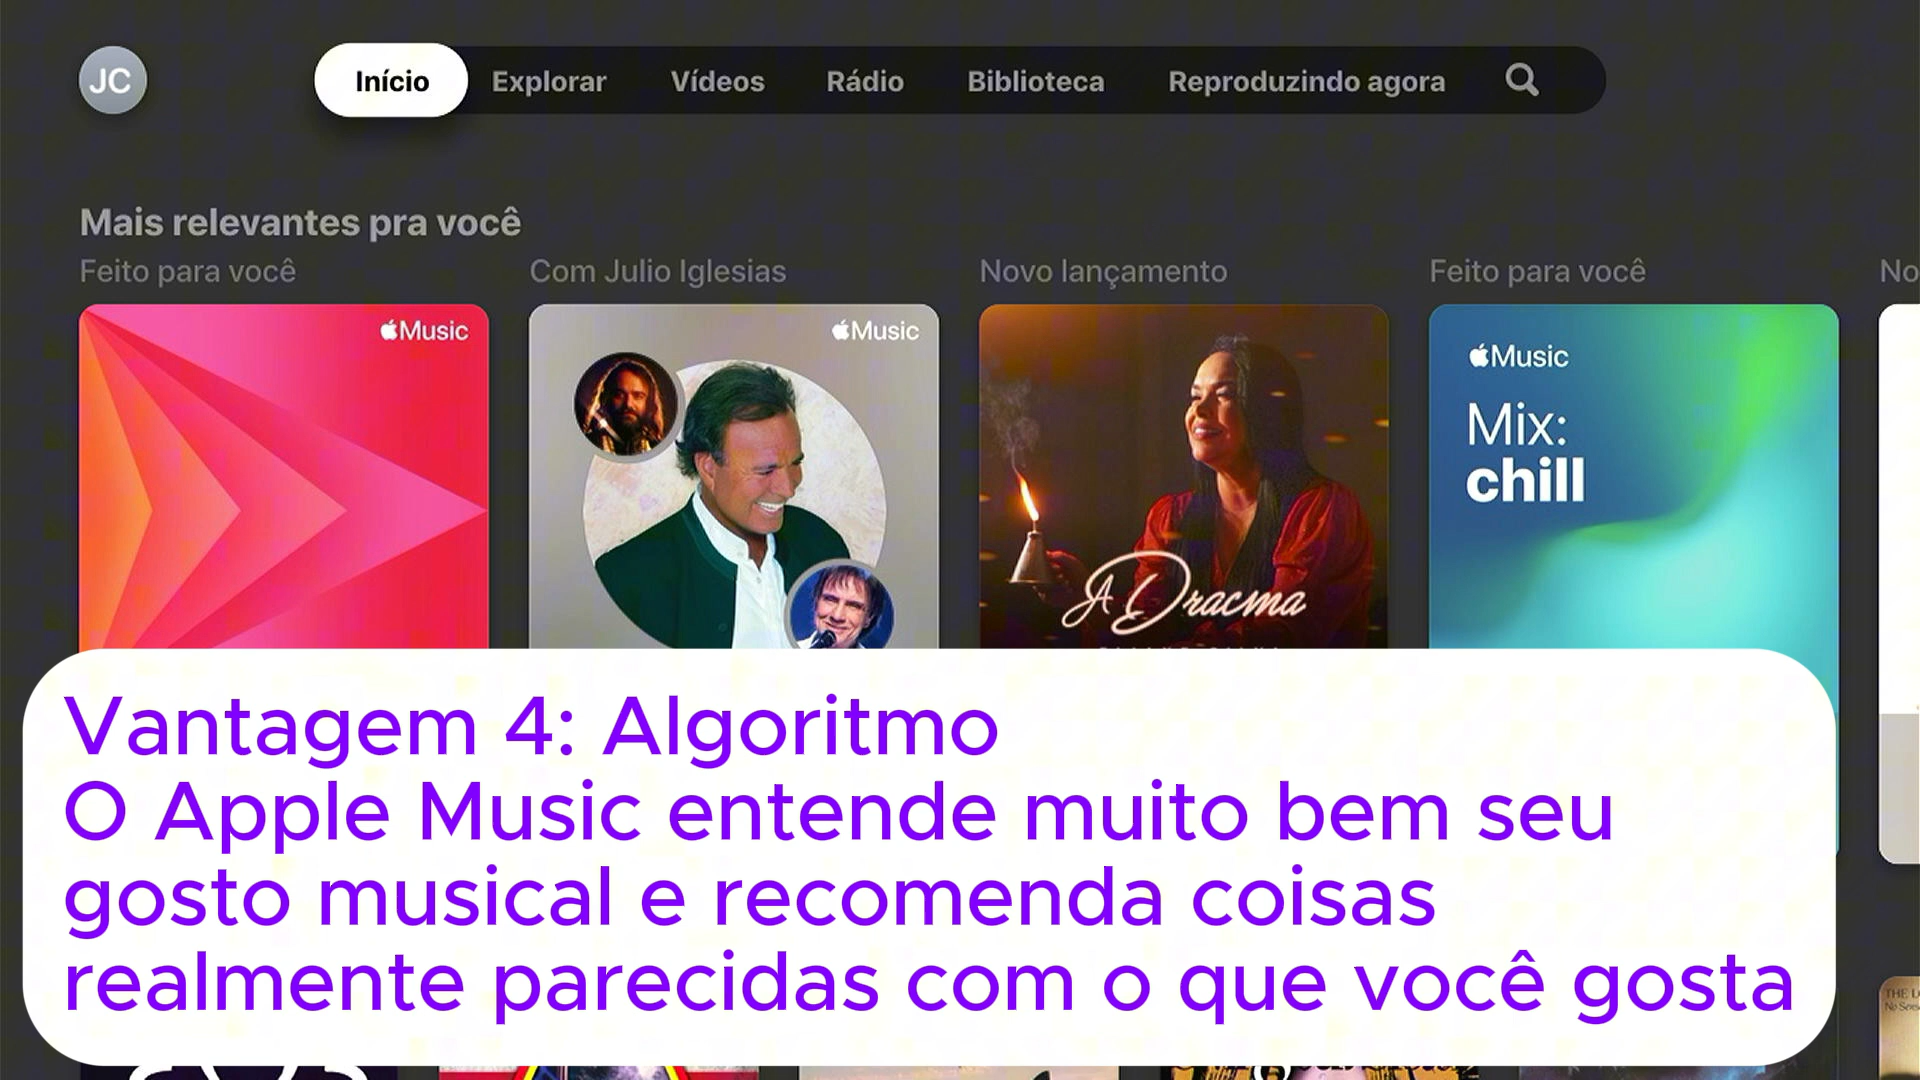 JC
Início Explorar Vídeos Rádio Biblioteca Reproduzindo agora
Mais relevantes pra você
Feito para você Com Julio Iglesias Novo lançamento Feito para você No
Music Music
Music
Mix:
chill
A Dracma
Vantagem 4: Algoritmo
O Apple Music entende muito bem seu
gosto musical e recomenda coisas
realmente parecidas com o que você gosta
THE